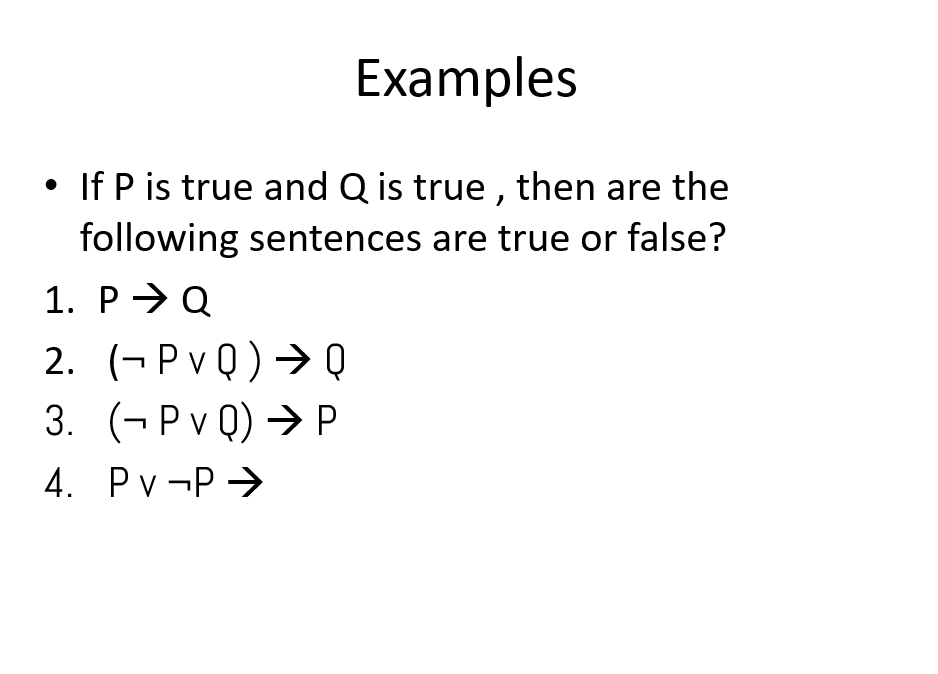 Examples
• If P is true and Q is true , then are the
following sentences are true or false?
1. P → Q
2. (¬ P v Q ) → Q
3. (¬ P v Q) → P
4. P v ¬P →